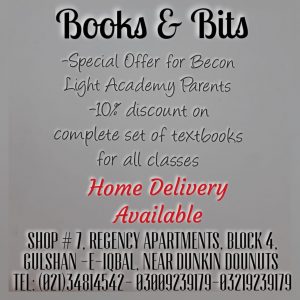 Books & Bits
-Special Offer for Becon
Light Academy Parents
-10% discount on
complete set of textbooks
for all classes
Home Delivery
Available
SHOP # 7, REGENCY APARTMENTS, BLOCK 4,
GULSHAN -E-IQBAL, NEAR DUNKIN DOUNUTS
TEL: (021)34814542- 03009239179-03219239179